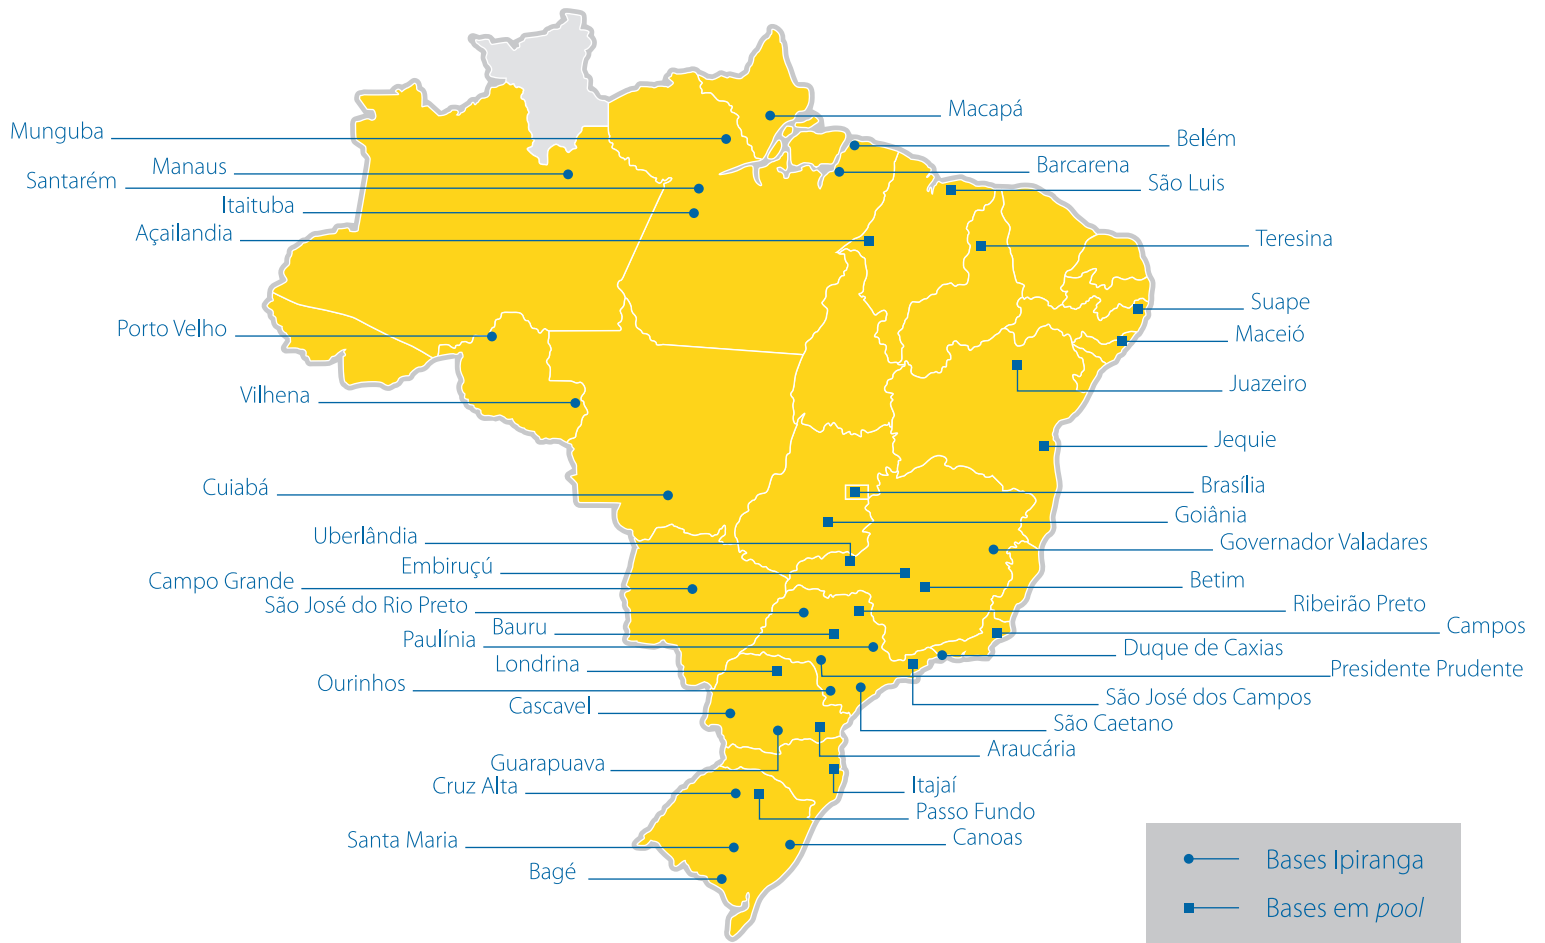 Macapá
Munguba
Belém
Manaus
Barcarena
Santarém
São Luis
Itaituba
Açailandia
Teresina
Suape
Porto Velho
Maceió
Juazeiro
Vilhena
Jequie
Cuiabá
Brasília
Goiânia
Uberlândia
Governador Valadares
Embiruçú
Campo Grande
Betim
São José do Rio Preto
Ribeirão Preto
Bauru
Campos
Paulínia
Duque de Caxias
Londrina
Presidente Prudente
Ourinhos
São José dos Campos
Cascavel
São Caetano
Araucária
Guarapuava
Cruz Alta
Itajaí
Passo Fundo
Santa Maria
Canoas
Bagé
Bases Ipiranga
Bases em pool